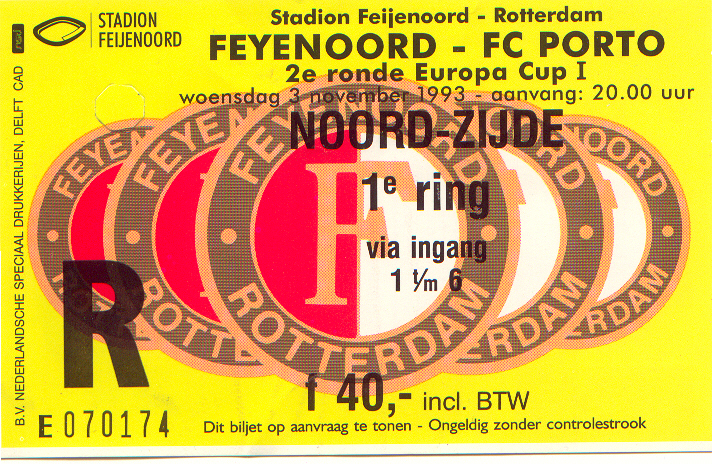 STADION
FEIJENOORD
Stadion Feijenoord - Rotterdam
FEYENOORD - FC PORTO
2e ronde Europa Cup I
woensdag 3 november 1993 - aanvang: 20.00 uur
NOORD-ZIJDE
1e ring
via ingang
1 t/m 6
R
f 40,- incl. BTW
E 070174
Dit biljet op aanvraag te tonen - Ongeldig zonder controlestrook
B.V. NEDERLANDSCHE SPECIAAL DRUKKERIJEN, DELFT CAD
FEYENOORD
ROTTERDAM
F